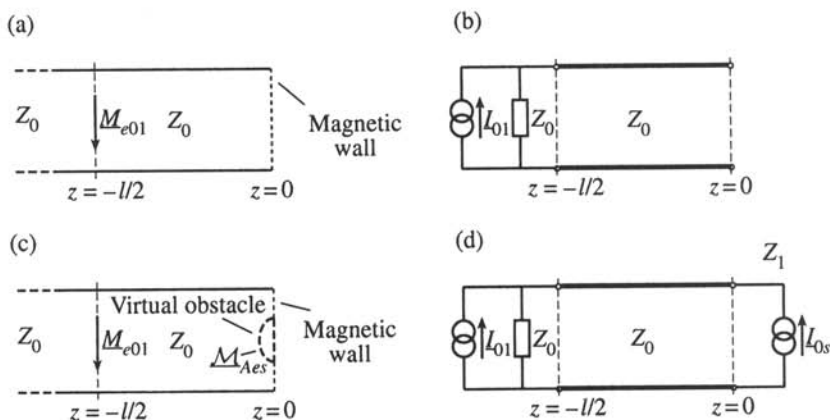 (a)
Z0
Me01
Z0
Magnetic
wall
z = −l/2
z = 0
(b)
I01
Z0
Z0
z = −l/2
z = 0
(c)
Virtual obstacle
Z0
Me01
Z0
MAes
Magnetic
wall
z = −l/2
z = 0
(d)
Z1
I01
Z0
Z0
I0s
z = −l/2
z = 0